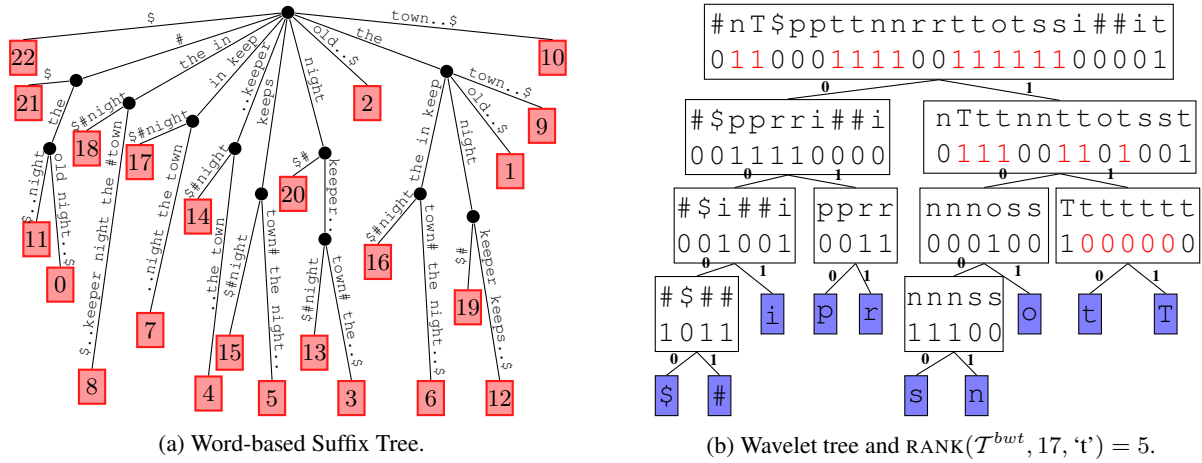 $
#
the in
in keep
..keeper
keeps
night
old..$
the
town..$
22
$
21
the
$#night
18
$#night
17
$#night
14
$#
20
keeper..
2
10
town..$
9
old..$
1
night
the in keep
$..night
11
old night..$
0
$..keeper night the #town
8
..night the town
7
..the town
4
$#night
15
town# the night..
5
$#night
13
town# the..$
3
$#night
16
town# the night..$
6
$#
19
keeper keeps..$
12
(a) Word-based Suffix Tree.
#nT$ppttnnrrttotssi##it
01100011110011111100001
0 1
#$pprri##i
0011110000
0 1
nTttnnttotsst
0111001101001
0 1
#$i##i
001001
0 1
pprr
0011
0 1
nnnoss
000100
0 1
Ttttttt
1000000
0 1
#$##
1011
0 1
i
p
r
nnnss
11100
0 1
o
t
T
$
#
s
n
(b) Wavelet tree and RANK(𝒯^bwt, 17, ‘t’) = 5.